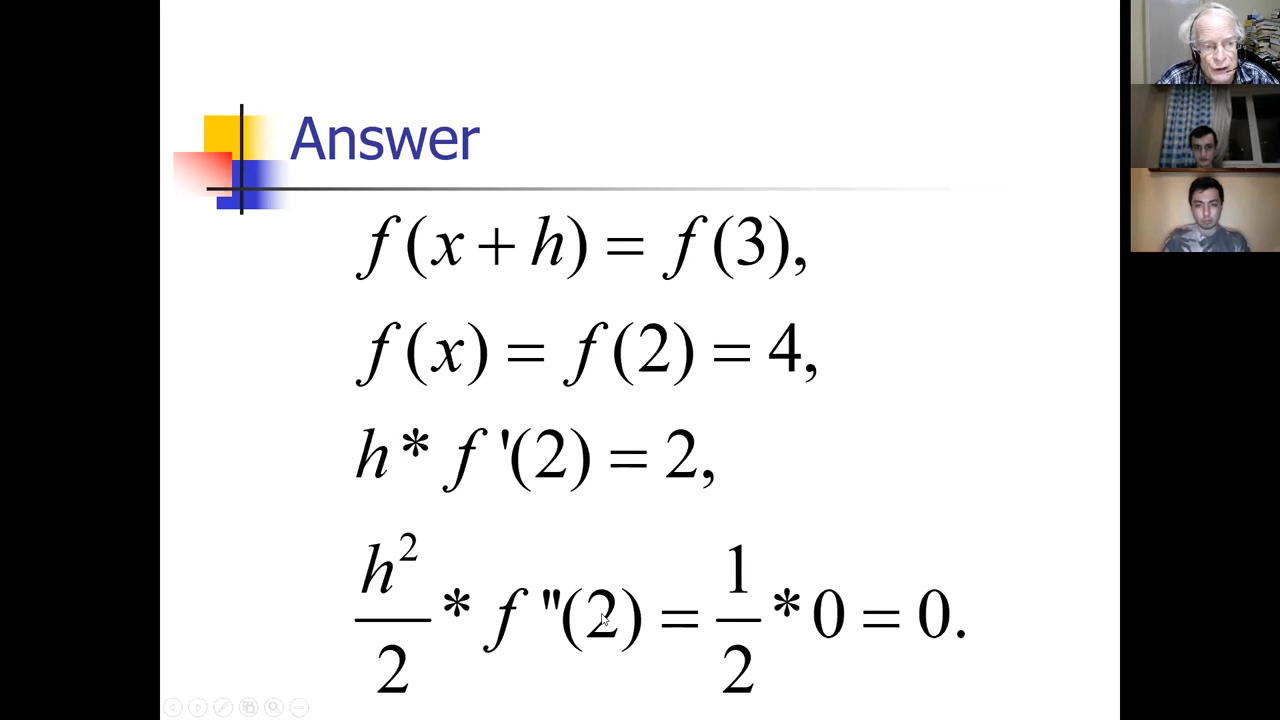 Answer
f(x + h) = f(3),
f(x) = f(2) = 4,
h * f '(2) = 2,
h²/2 * f ''(2) = 1/2 * 0 = 0.